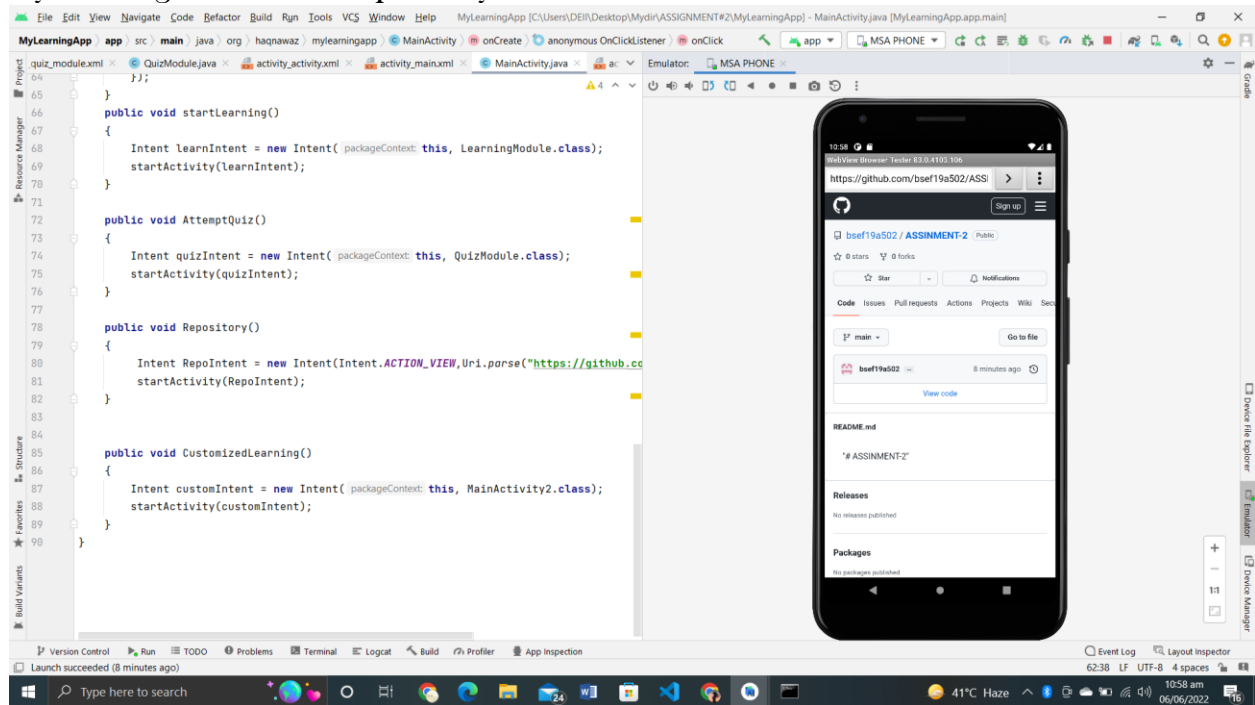 File Edit View Navigate Code Refactor Build Run Tools VCS Window Help MyLearningApp [C:\Users\DEll\Desktop\Mydir\ASSIGNMENT#2\MyLearningApp] - MainActivity.java [MyLearningApp.app.main]
MyLearningApp app src main java org haqnawaz mylearningapp MainActivity onCreate anonymous OnClickListener onClick app MSA PHONE
quiz_module.xml QuizModule.java activity_activity.xml activity_main.xml MainActivity.java ac Emulator: MSA PHONE
4
64 });
65 }
66 public void startLearning()
67 {
68 Intent learnIntent = new Intent( packageContext: this, LearningModule.class);
69 startActivity(learnIntent);
70 }
71
72 public void AttemptQuiz()
73 {
74 Intent quizIntent = new Intent( packageContext: this, QuizModule.class);
75 startActivity(quizIntent);
76 }
77
78 public void Repository()
79 {
80 Intent RepoIntent = new Intent(Intent.ACTION_VIEW,Uri.parse("https://github.co
81 startActivity(RepoIntent);
82 }
83
84
85 public void CustomizedLearning()
86 {
87 Intent customIntent = new Intent( packageContext: this, MainActivity2.class);
88 startActivity(customIntent);
89 }
90 }
Project
Resource Manager
Structure
Favorites
Build Variants
10:58
WebView Browser Tester 83.0.4103.106
https://github.com/bsef19a502/ASSI
Sign up
bsef19a502 / ASSINMENT-2 Public
0 stars 0 forks
Star Notifications
Code Issues Pull requests Actions Projects Wiki Secu
main Go to file
bsef19a502 8 minutes ago
View code
README.md
"# ASSINMENT-2"
Releases
No releases published
Packages
No packages published
Gradle
Device File Explorer
Emulator
Device Manager
1:1
Version Control Run TODO Problems Terminal Logcat Build Profiler App Inspection Event Log Layout Inspector
Launch succeeded (8 minutes ago) 62:38 LF UTF-8 4 spaces
Type here to search 24 41°C Haze 10:58 am
06/06/2022 16